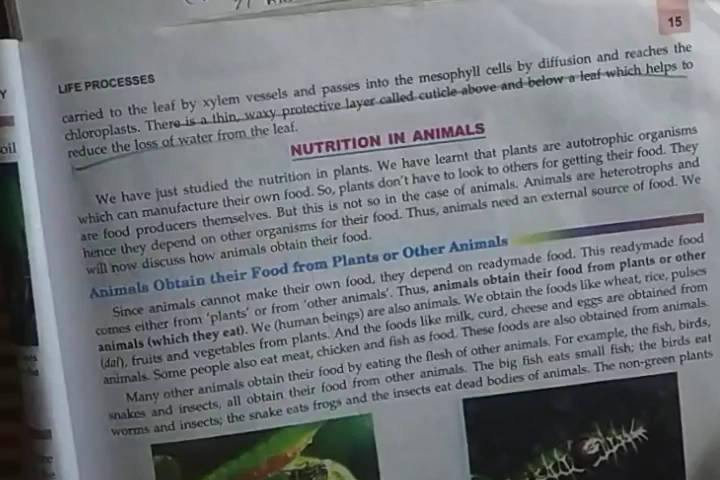 15
LIFE PROCESSES
carried to the leaf by xylem vessels and passes into the mesophyll cells by diffusion and reaches the
chloroplasts. There is a thin, waxy protective layer called cuticle above and below a leaf which helps to
reduce the loss of water from the leaf.
NUTRITION IN ANIMALS
We have just studied the nutrition in plants. We have learnt that plants are autotrophic organisms
which can manufacture their own food. So, plants don't have to look to others for getting their food. They
are food producers themselves. But this is not so in the case of animals. Animals are heterotrophs and
hence they depend on other organisms for their food. Thus, animals need an external source of food. We
will now discuss how animals obtain their food.
Animals Obtain their Food from Plants or Other Animals
Since animals cannot make their own food, they depend on readymade food. This readymade food
comes either from 'plants' or from 'other animals'. Thus, animals obtain their food from plants or other
animals (which they eat). We (human beings) are also animals. We obtain the foods like wheat, rice, pulses
(dal), fruits and vegetables from plants. And the foods like milk, curd, cheese and eggs are obtained from
animals. Some people also eat meat, chicken and fish as food. These foods are also obtained from animals.
Many other animals obtain their food by eating the flesh of other animals. For example, the fish, birds,
snakes and insects, all obtain their food from other animals. The big fish eats small fish; the birds eat
worms and insects; the snake eats frogs and the insects eat dead bodies of animals. The non-green plants
oil